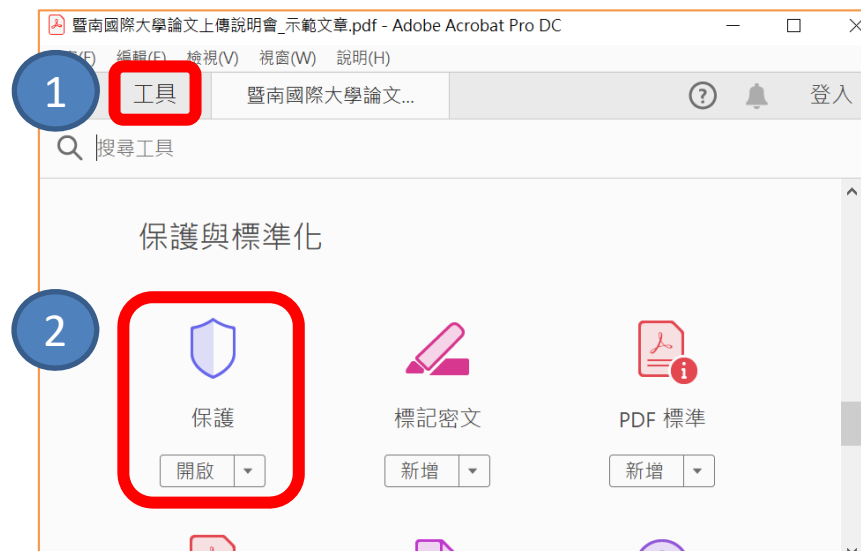 暨南國際大學論文上傳說明會_示範文章.pdf - Adobe Acrobat Pro DC
(F) 編輯(E) 檢視(V) 視窗(W) 說明(H)
1 工具 暨南國際大學論文... ? 登入
搜尋工具
保護與標準化
2
保護 標記密文 PDF 標準
開啟 新增 新增